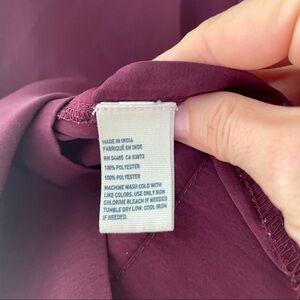 MADE IN INDIA
FABRIQUÉ EN INDE
RN 54485 CA 03973
100% POLYESTER
100% POLYESTER
MACHINE WASH COLD WITH
LIKE COLORS. USE ONLY NON
CHLORINE BLEACH IF NEEDED
TUMBLE DRY LOW. COOL IRON
IF NEEDED.